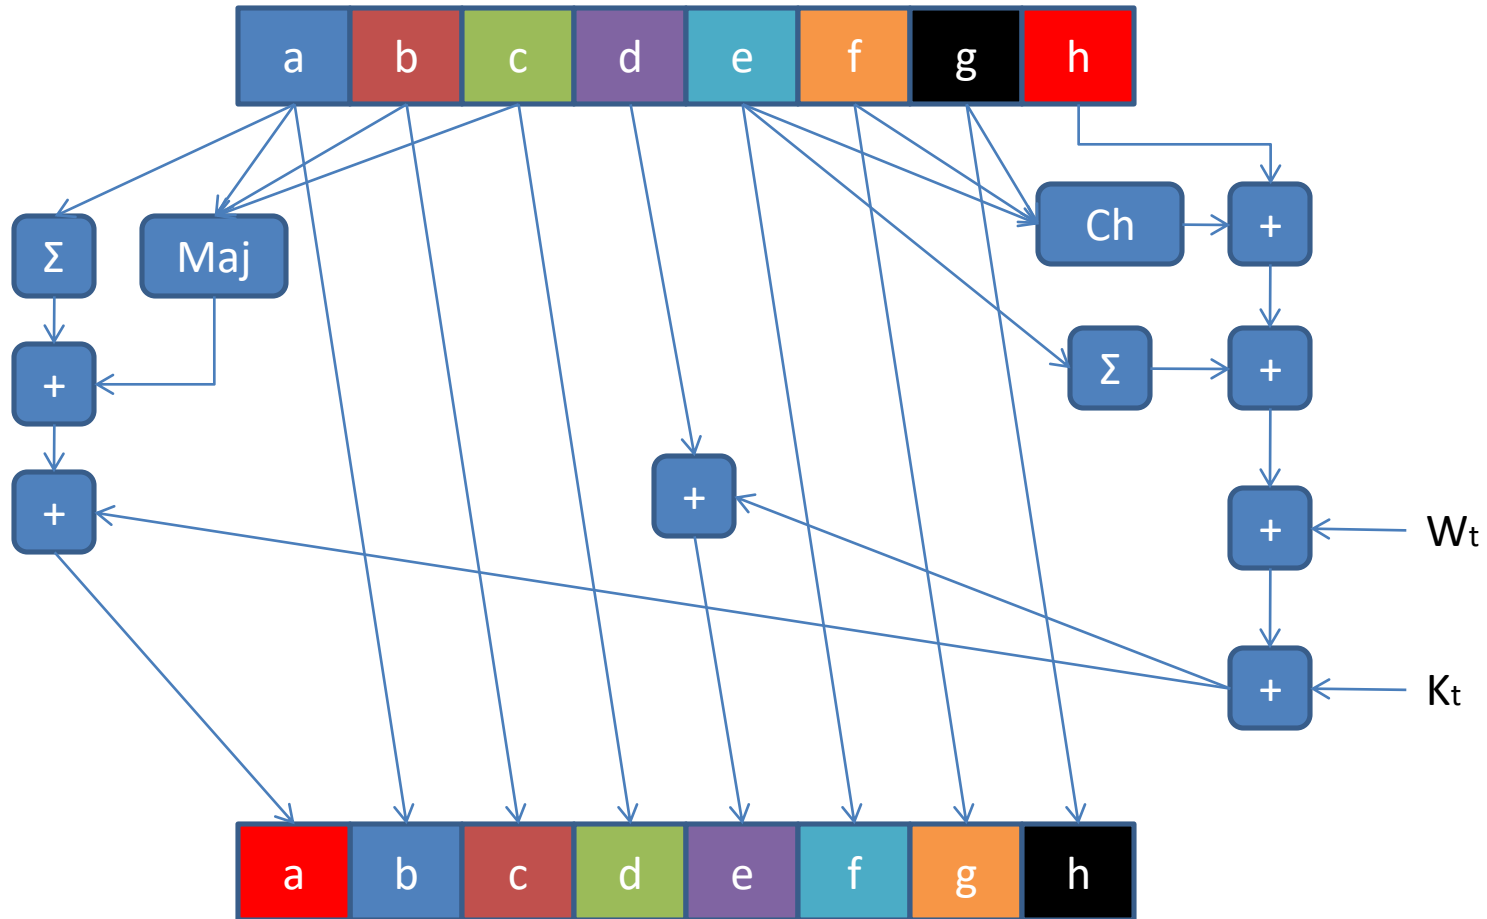 a b c d e f g h
Ch +
Σ Maj
Σ +
+
+ +
+ Wt
+ Kt
a b c d e f g h